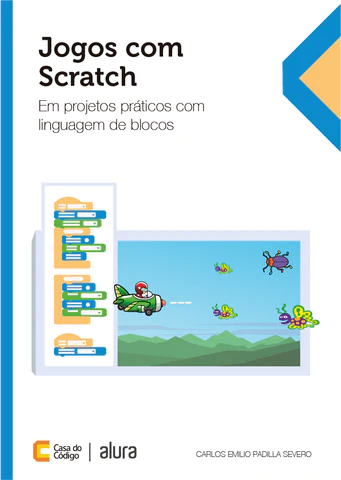 Jogos com
Scratch
Em projetos práticos com
linguagem de blocos
Casa do
Código
alura
CARLOS EMILIO PADILLA SEVERO